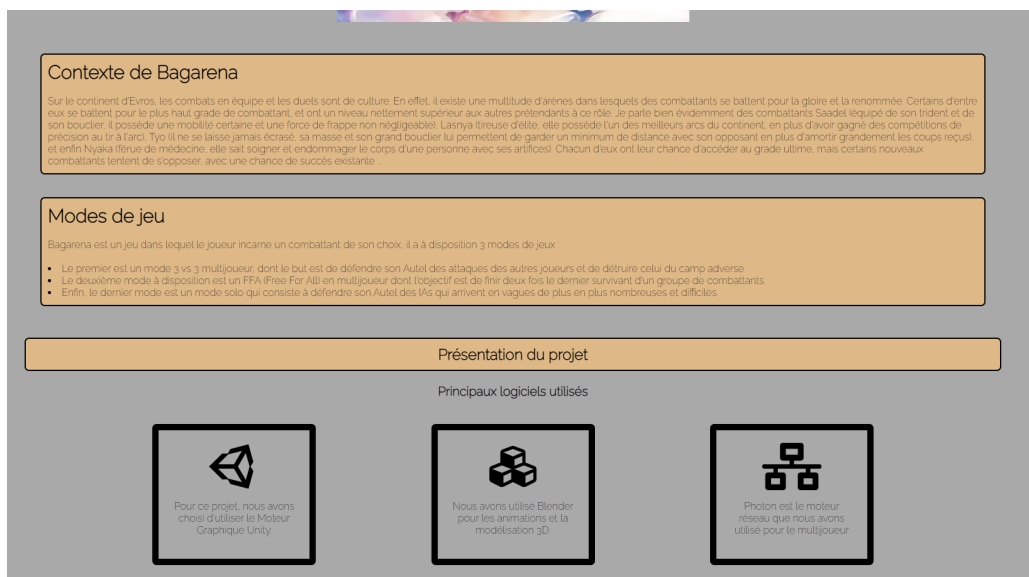 Contexte de Bagarena
Sur le continent d'Evros, les combats en équipe et les duels sont de culture. En effet, il existe une multitude d'arènes dans lesquels des combattants se battent pour la gloire et la renommée. Certains d'entre
eux se battent pour le plus haut grade de combattant, et ont un niveau nettement supérieur aux autres prétendants à ce rôle. Je parle bien évidemment des combattants Saadel (équipé de son trident et de
son bouclier, il possède une mobilité certaine et une force de frappe non négligeable), Lasnya (tireuse d'élite, elle possède l'un des meilleurs arcs du continent, en plus d'avoir gagné des compétitions de
précision au tir à l'arc), Tyo (il ne se laisse jamais écrasé, sa masse et son grand bouclier lui permettent de garder un minimum de distance avec son opposant en plus d'amortir grandement les coups reçus),
et enfin Nyaka (férue de médecine, elle sait soigner et endommager le corps d'une personne avec ses artifices). Chacun d'eux ont leur chance d'accéder au grade ultime, mais certains nouveaux
combattants tentent de s'opposer, avec une chance de succès existante ...
Modes de jeu
Bagarena est un jeu dans lequel le joueur incarne un combattant de son choix, il a à disposition 3 modes de jeux :
• Le premier est un mode 3 vs 3 multijoueur, dont le but est de défendre son Autel des attaques des autres joueurs et de détruire celui du camp adverse.
• Le deuxième mode à disposition est un FFA (Free For All) en multijoueur dont l'objectif est de finir deux fois le dernier survivant d'un groupe de combattants.
• Enfin, le dernier mode est un mode solo qui consiste à défendre son Autel des IAs qui arrivent en vagues de plus en plus nombreuses et difficiles.
Présentation du projet
Principaux logiciels utilisés
Pour ce projet, nous avons
choisi d'utiliser le Moteur
Graphique Unity.
Nous avons utilisé Blender
pour les animations et la
modélisation 3D
Photon est le moteur
réseau que nous avons
utilisé pour le multijoueur.